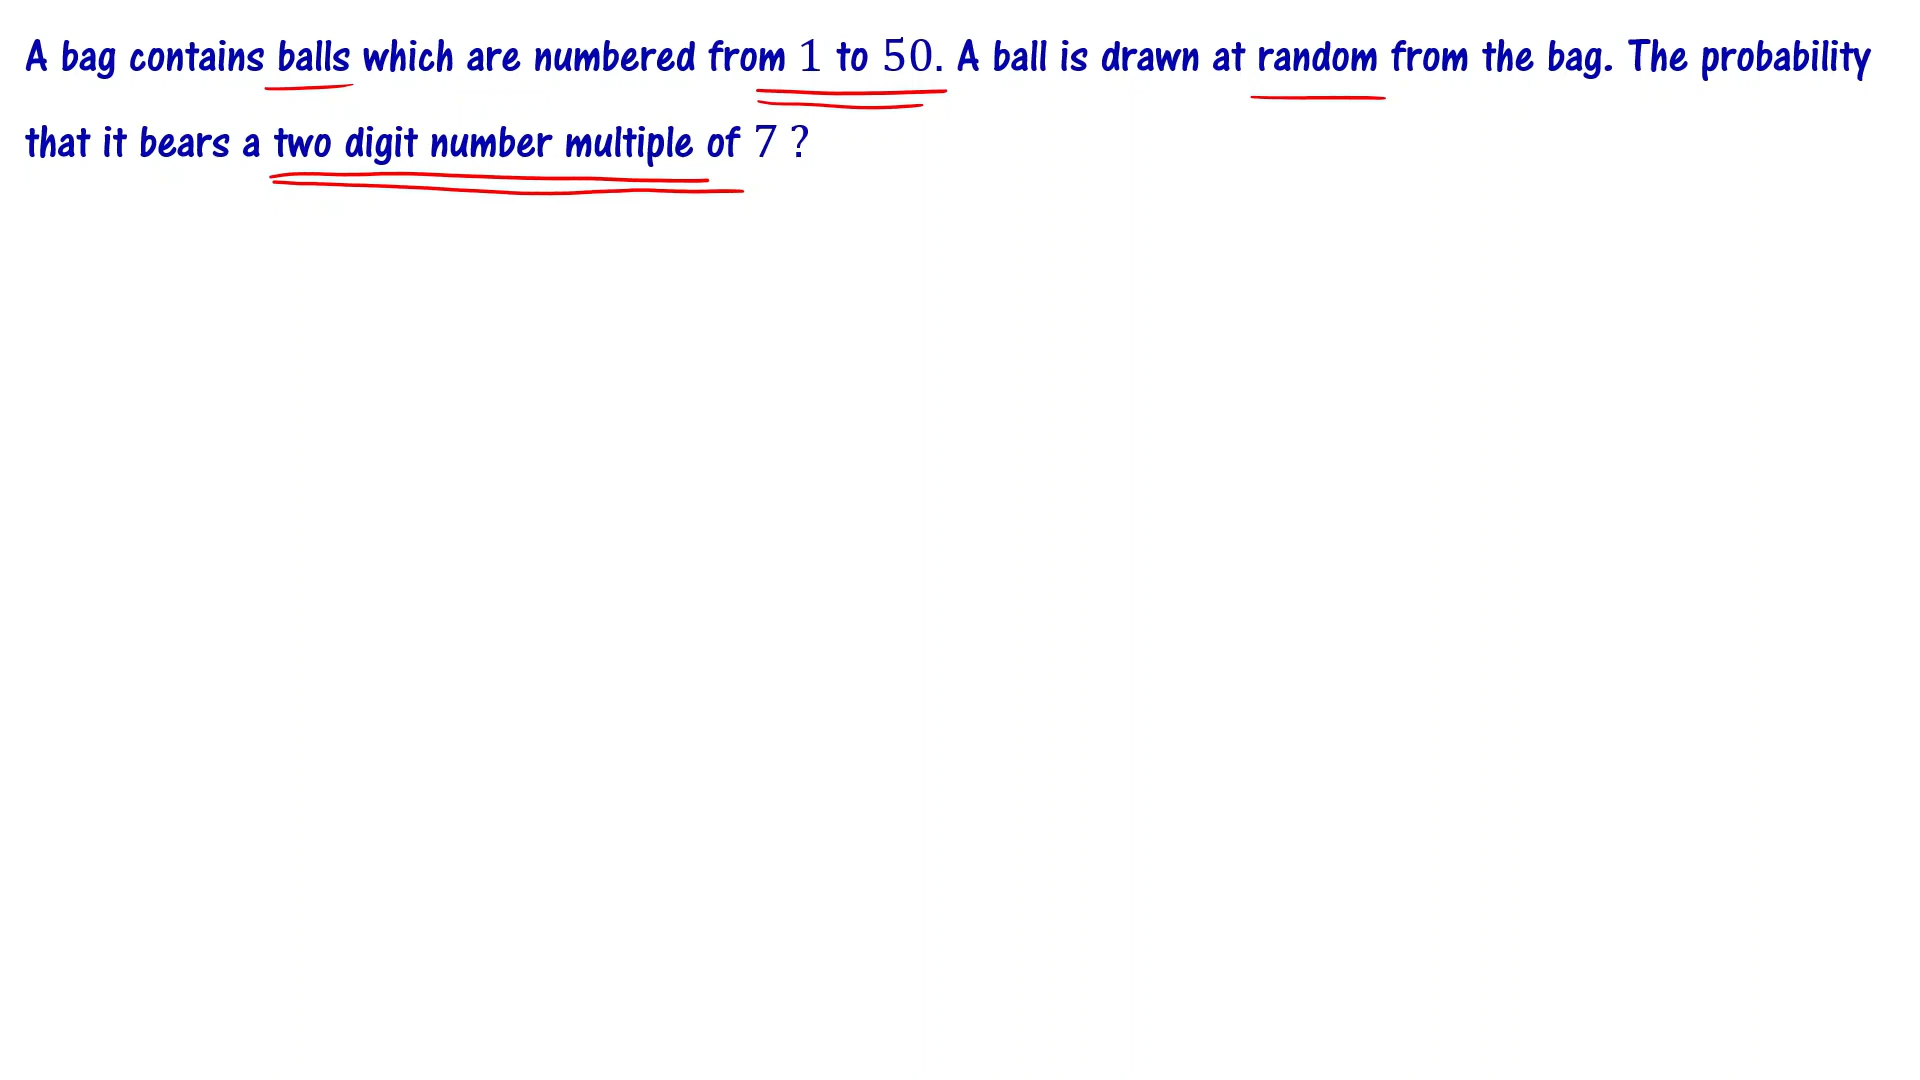 A bag contains balls which are numbered from 1 to 50. A ball is drawn at random from the bag. The probability
that it bears a two digit number multiple of 7 ?